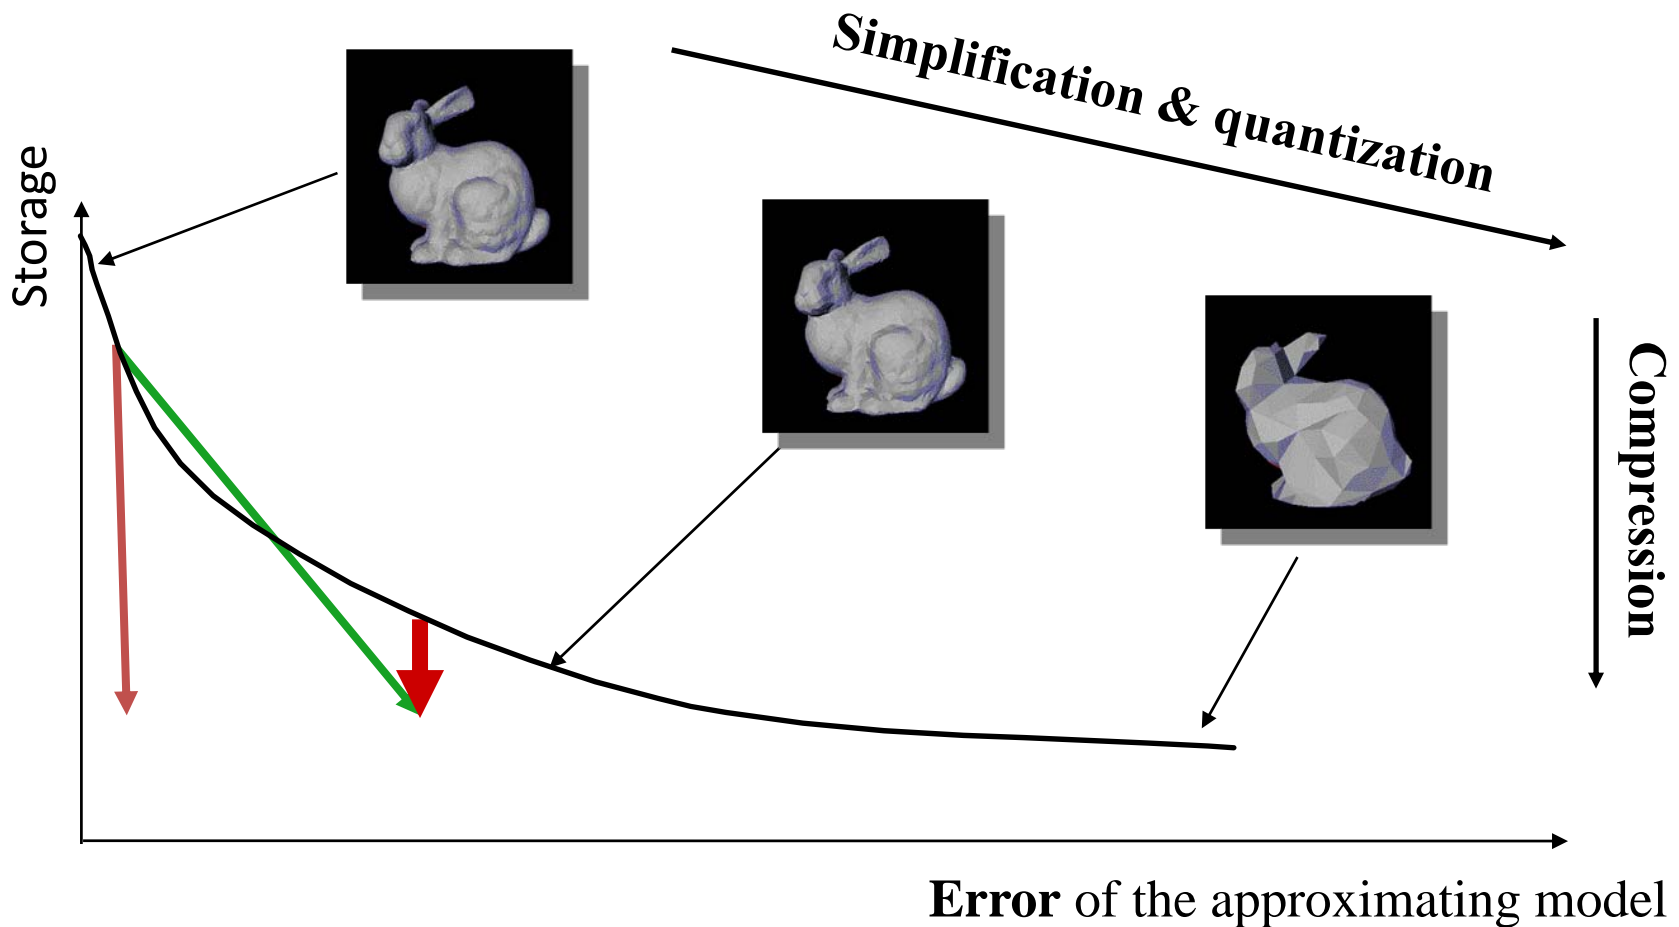 Simplification & quantization
Storage
Compression
Error of the approximating model